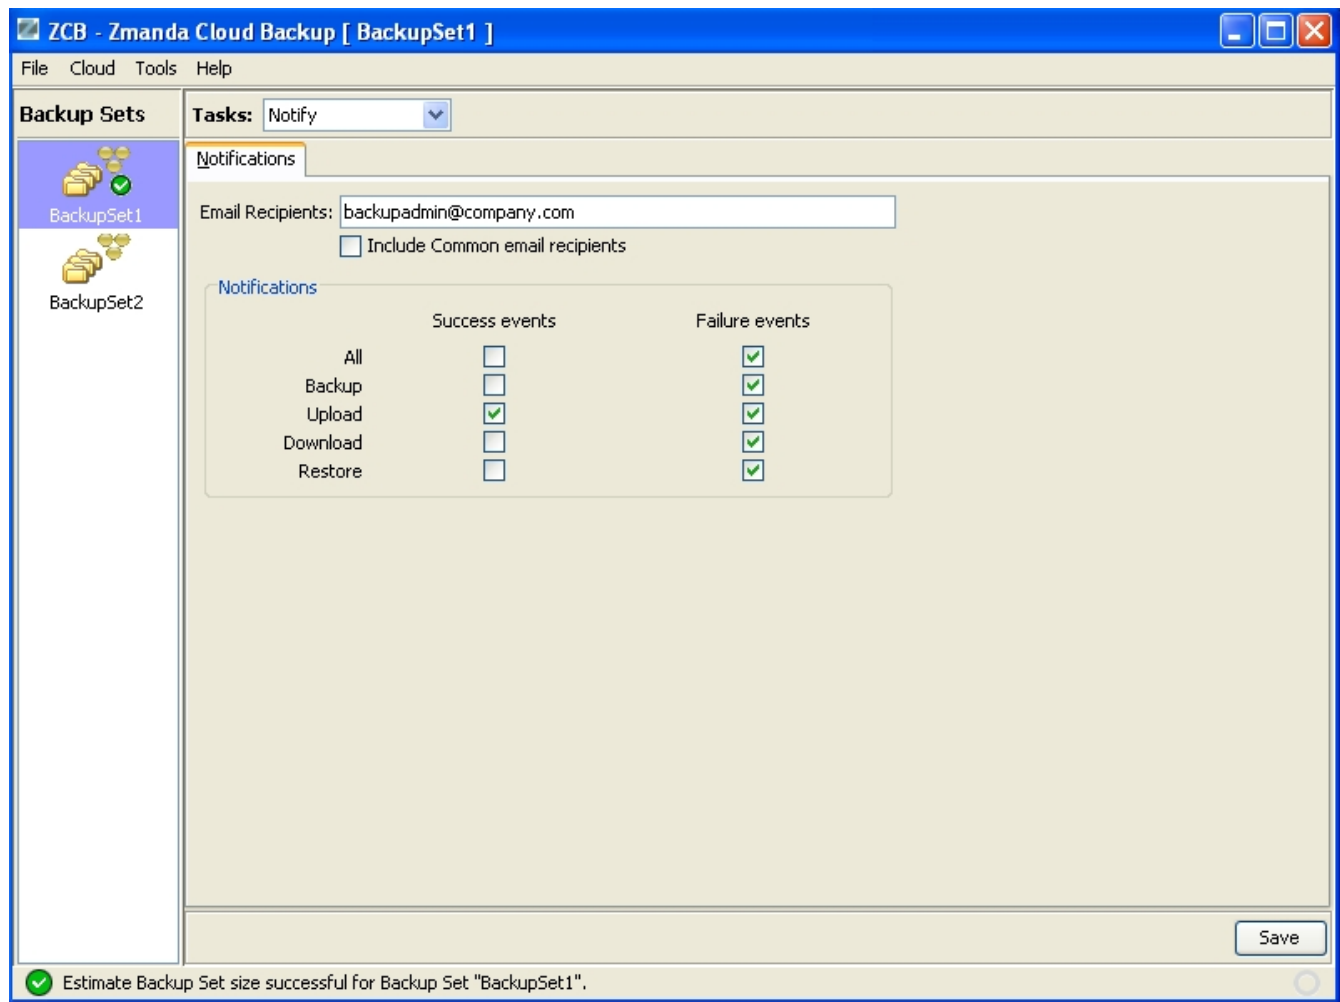 ZCB - Zmanda Cloud Backup [ BackupSet1 ]
File Cloud Tools Help
Backup Sets
Tasks: Notify
BackupSet1
BackupSet2
Notifications
Email Recipients: backupadmin@company.com
Include Common email recipients
Notifications
Success events Failure events
All
Backup
Upload
Download
Restore
Save
Estimate Backup Set size successful for Backup Set "BackupSet1".